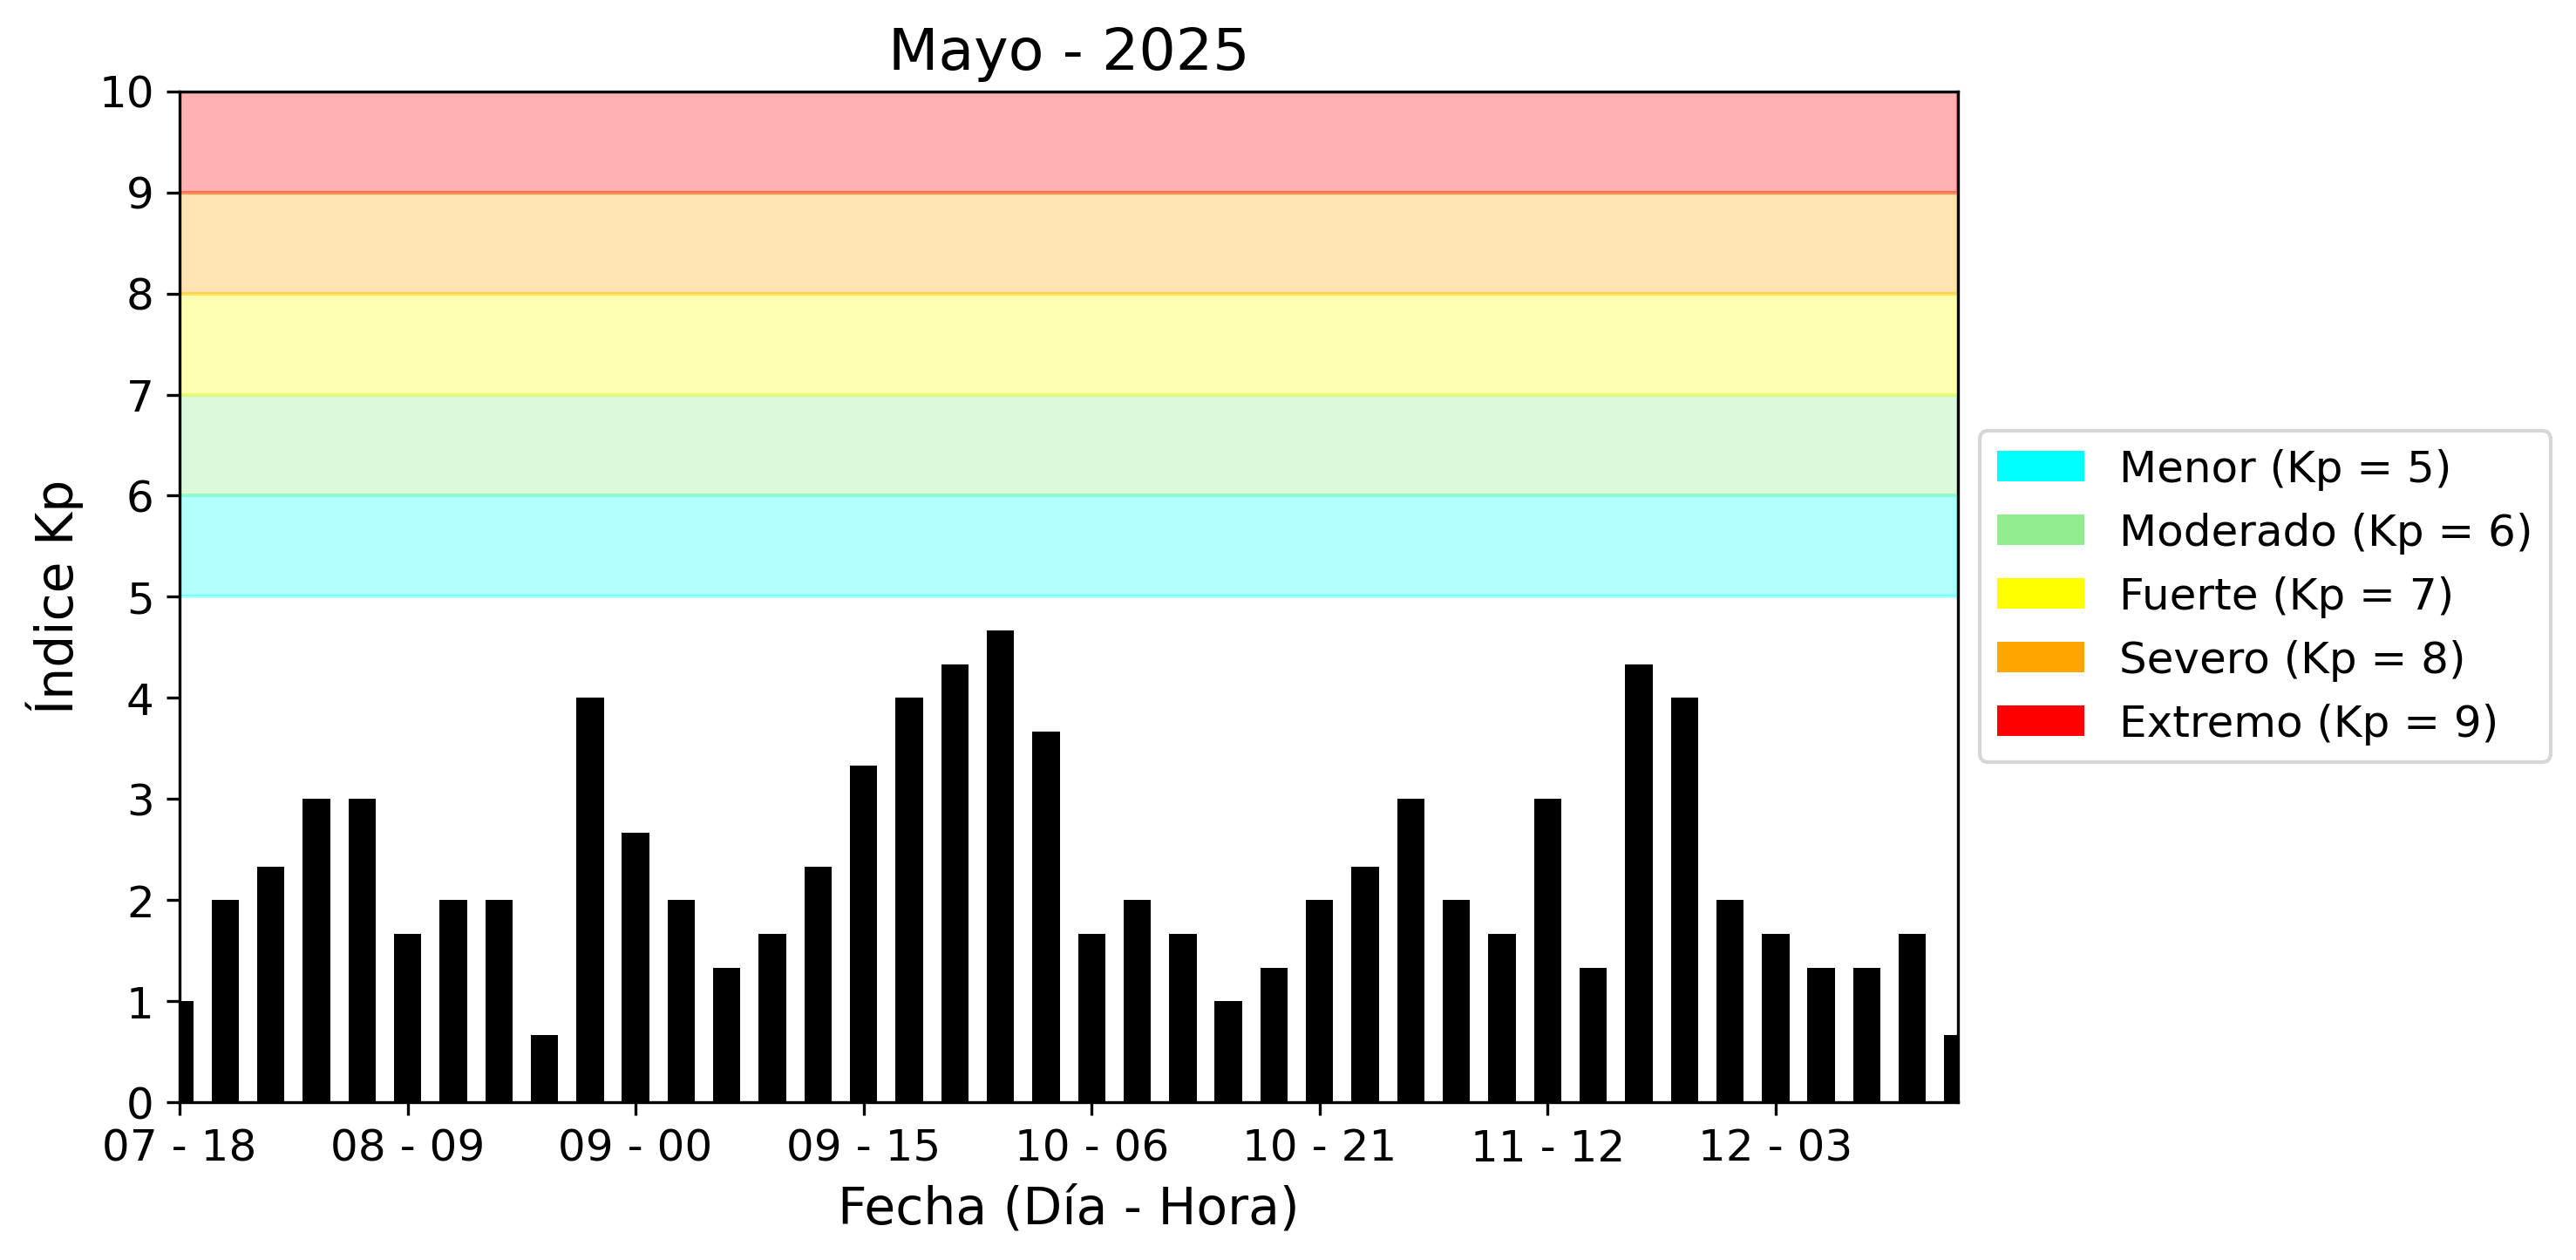 Mayo - 2025
10
9
8
7
6
5
4
3
2
1
0
Índice Kp
07 - 18
08 - 09
09 - 00
09 - 15
10 - 06
10 - 21
11 - 12
12 - 03
Fecha (Día - Hora)
Menor (Kp = 5)
Moderado (Kp = 6)
Fuerte (Kp = 7)
Severo (Kp = 8)
Extremo (Kp = 9)